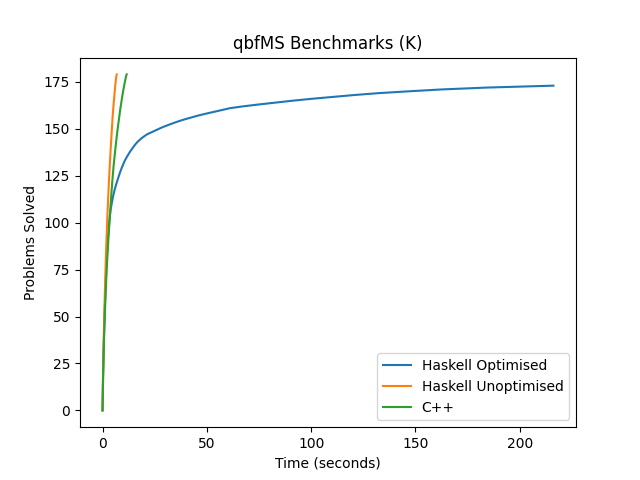 qbfMS Benchmarks (K)
Problems Solved
175
150
125
100
75
50
25
0
0 50 100 150 200
Time (seconds)
Haskell Optimised
Haskell Unoptimised
C++